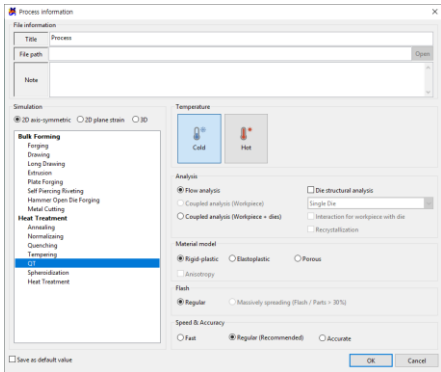 Process information
File information
Title Process
File path Open
Note
Simulation
2D axis-symmetric 2D plane strain 3D
Bulk Forming
Forging
Drawing
Long Drawing
Extrusion
Plate Forging
Self Piercing Riveting
Hammer Open Die Forging
Metal Cutting
Heat Treatment
Annealing
Normalizaing
Quenching
Tempering
QT
Spheroidization
Heat Treatment
Temperature
Cold Hot
Analysis
Flow analysis Die structural analysis
Coupled analysis (Workpiece) Single Die
Coupled analysis (Workpiece + dies) Interaction for workpiece with die
Recrystallization
Material model
Rigid-plastic Elastoplastic Porous
Anisotropy
Flash
Regular Massively spreading (Flash / Parts > 30%)
Speed & Accuracy
Fast Regular (Recommended) Accurate
Save as default value OK Cancel